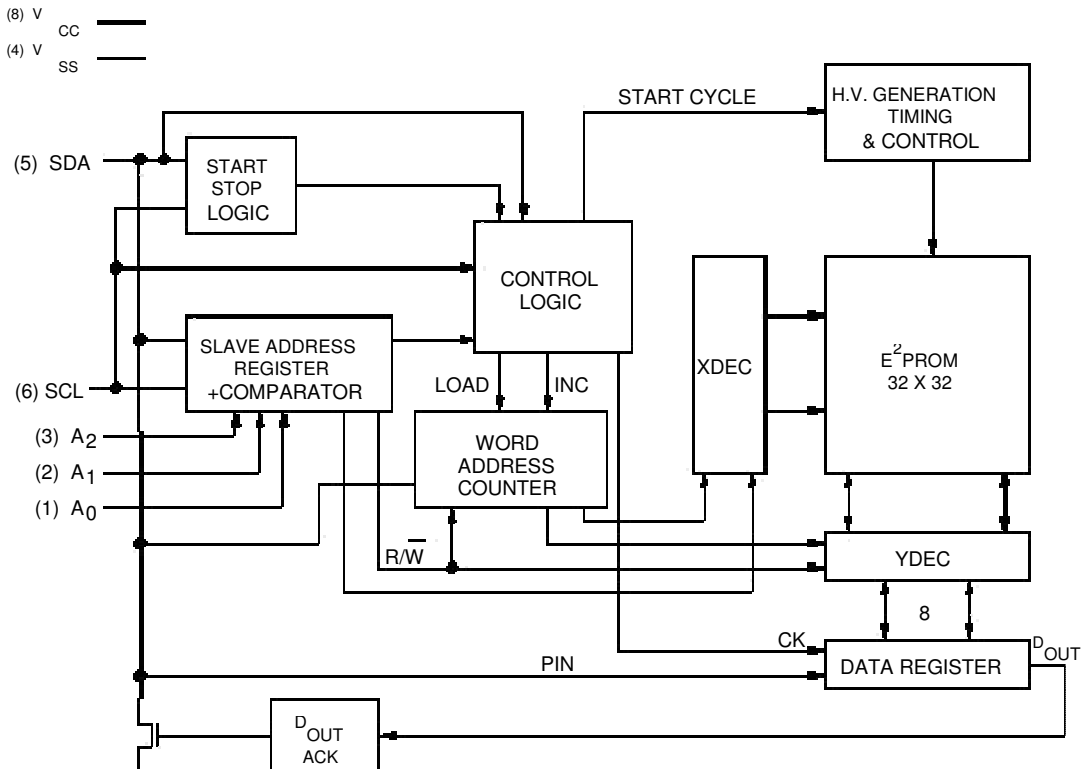 (8) V CC
(4) V SS
START CYCLE
H.V. GENERATION
TIMING
& CONTROL
(5) SDA
START
STOP
LOGIC
CONTROL
LOGIC
SLAVE ADDRESS
REGISTER
+COMPARATOR
XDEC
E2PROM
32 X 32
(6) SCL
LOAD
INC
(3) A2
(2) A1
(1) A0
WORD
ADDRESS
COUNTER
R/W̅
YDEC
8
CK
PIN
DATA REGISTER
DOUT
DOUT
ACK